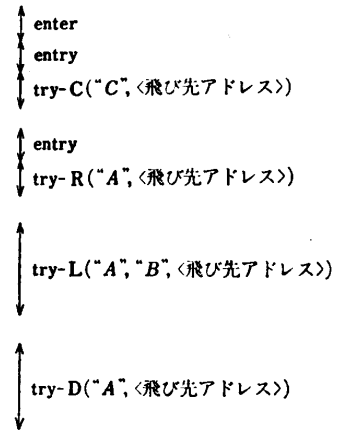 enter
entry
try-C("C", <飛び先アドレス>)
entry
try-R("A", <飛び先アドレス>)
try-L("A", "B", <飛び先アドレス>)
try-D("A", <飛び先アドレス>)